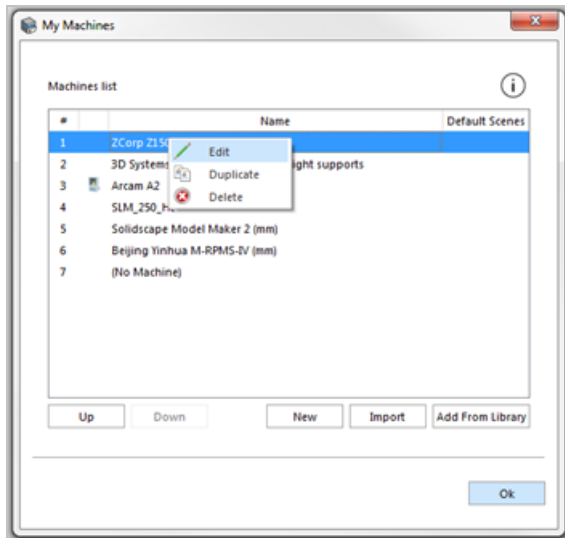 My Machines
Machines list
# Name Default Scenes
1 ZCorp Z150
Edit
2 3D Systems ight supports
Duplicate
3 Arcam A2
Delete
4 SLM_250_H
5 Solidscape Model Maker 2 (mm)
6 Beijing Yinhua M-RPMS-IV (mm)
7 (No Machine)
Up Down New Import Add From Library
Ok